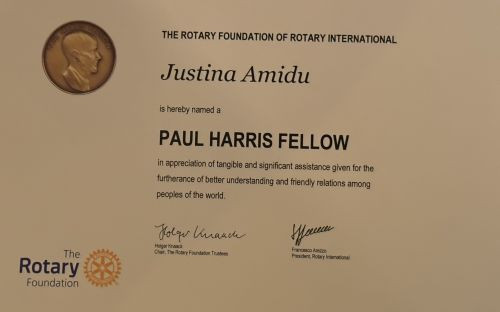 THE ROTARY FOUNDATION OF ROTARY INTERNATIONAL
Justina Amidu
is hereby named a
PAUL HARRIS FELLOW
in appreciation of tangible and significant assistance given for the
furtherance of better understanding and friendly relations among
peoples of the world.
Holger Knaack
Holger Knaack
Chair, The Rotary Foundation Trustees
Francesco Arezzo
President, Rotary International
The
Rotary
Foundation